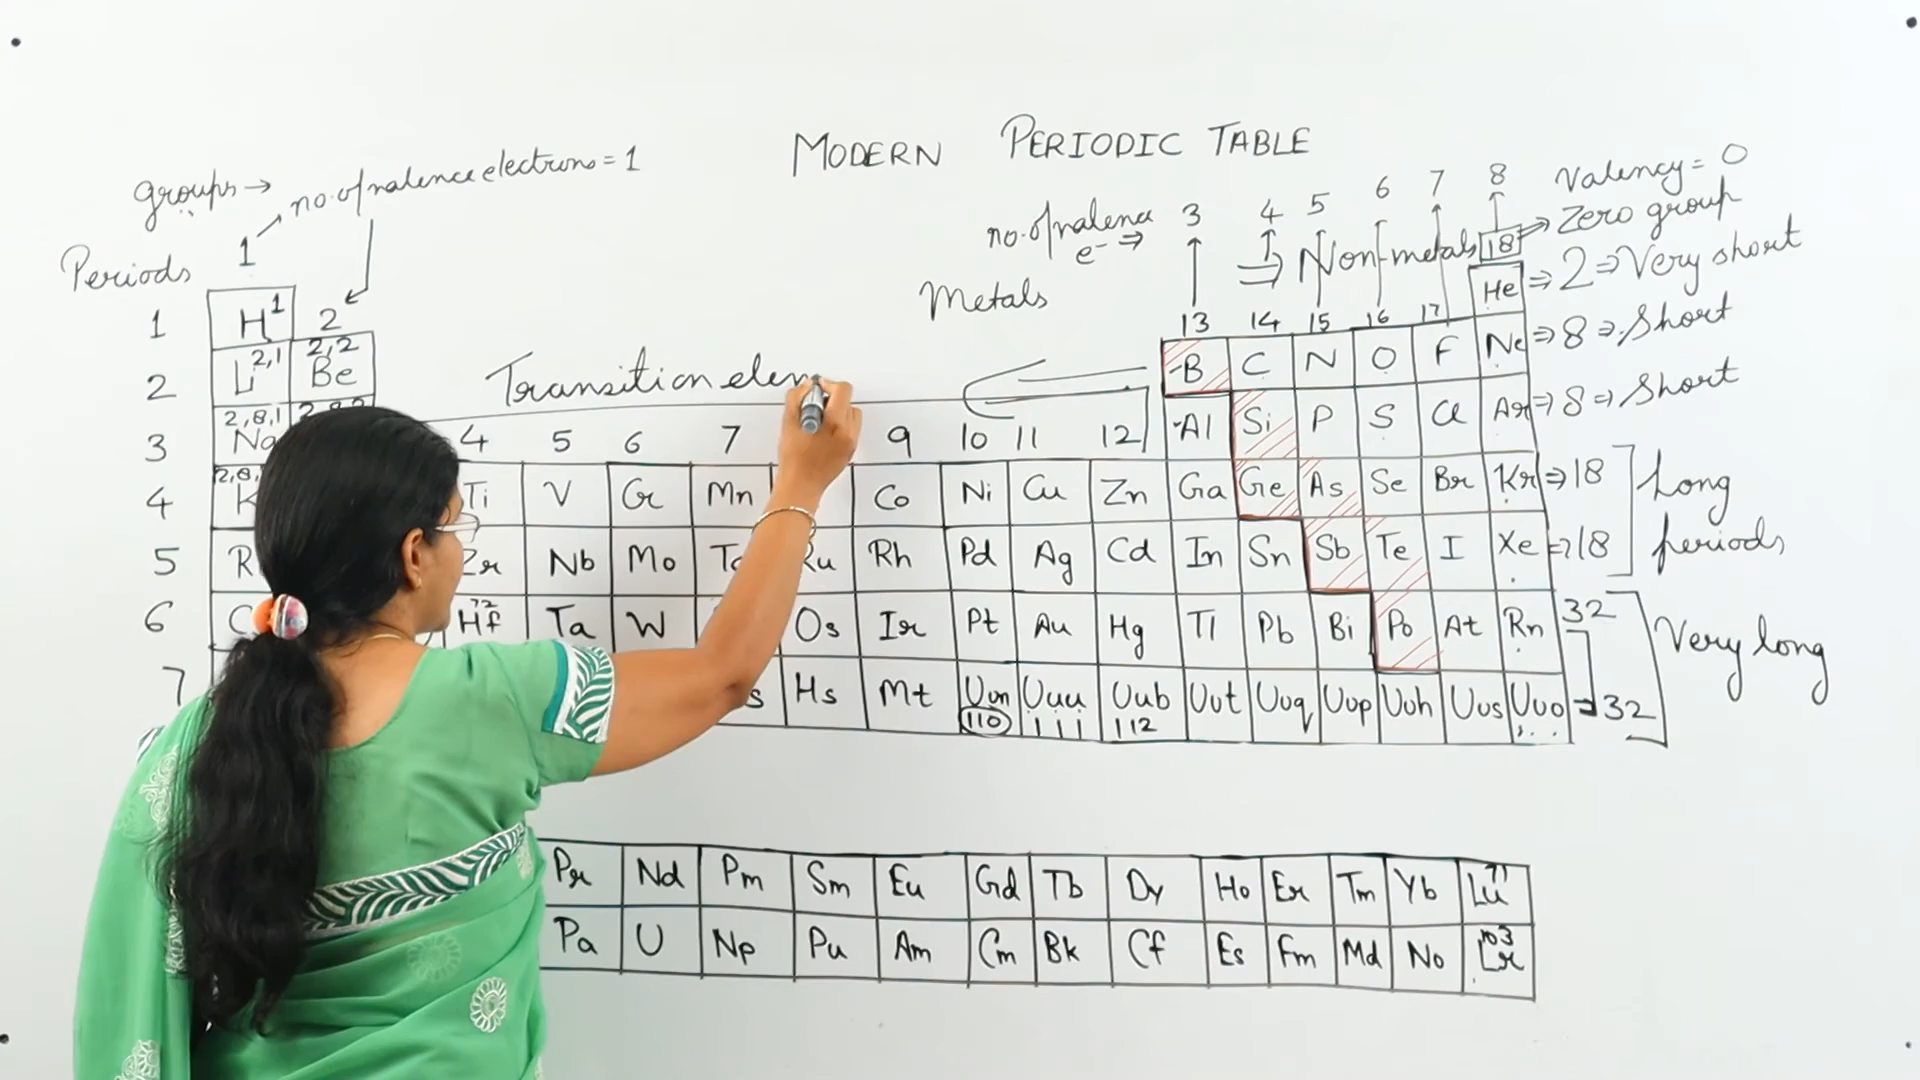 MODERN PERIODIC TABLE
groups → no. of valence electrons = 1
Periods 1
no. of valence e⁻ ⇒ 3 4 5 6 7 8 Valency = 0
⇒ Non-metals 18 → Zero group
Metals
He ⇒ 2 ⇒ Very short
1 H 1 2 13 14 15 16 17
2 Li 2,1 Be 2,2 B C N O F Ne ⇒ 8 ⇒ Short
Transition elem
3 Na 2,8,1 4 5 6 7 9 10 11 12 Al Si P S Cl Ar ⇒ 8 ⇒ Short
4 K 2,8, Ti V Cr Mn Co Ni Cu Zn Ga Ge As Se Br Kr ⇒ 18
Long periods
5 R Zr Nb Mo Ru Rh Pd Ag Cd In Sn Sb Te I Xe ⇒ 18
6 C Hf 72 Ta W Os Ir Pt Au Hg Tl Pb Bi Po At Rn 32
Very long
7 s Hs Mt Uun 110 Uuu 111 Uub 112 Uut Uuq Uup Uuh Uus Uuo 32
Pr Nd Pm Sm Eu Gd Tb Dy Ho Er Tm Yb Lu 71
Pa U Np Pu Am Cm Bk Cf Es Fm Md No Lr 103